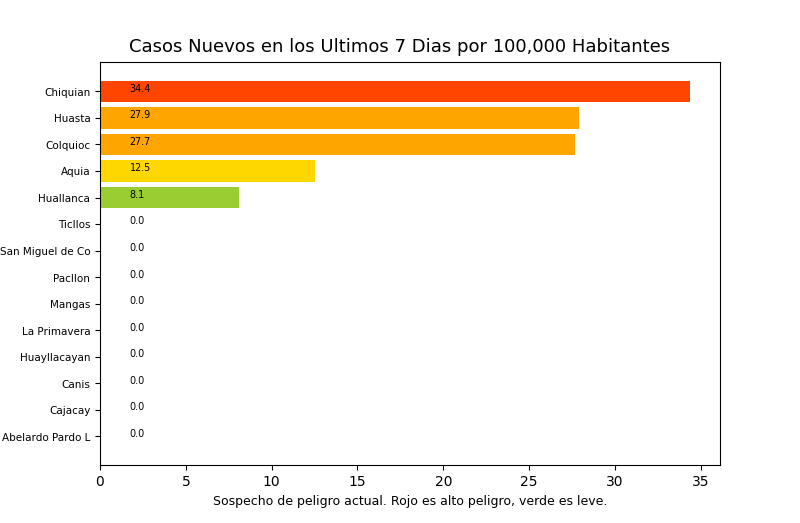 Casos Nuevos en los Ultimos 7 Dias por 100,000 Habitantes
Chiquian 34.4
Huasta 27.9
Colquioc 27.7
Aquia 12.5
Huallanca 8.1
Ticllos 0.0
San Miguel de Co 0.0
Pacllon 0.0
Mangas 0.0
La Primavera 0.0
Huayllacayan 0.0
Canis 0.0
Cajacay 0.0
Abelardo Pardo L 0.0
0 5 10 15 20 25 30 35
Sospecho de peligro actual. Rojo es alto peligro, verde es leve.